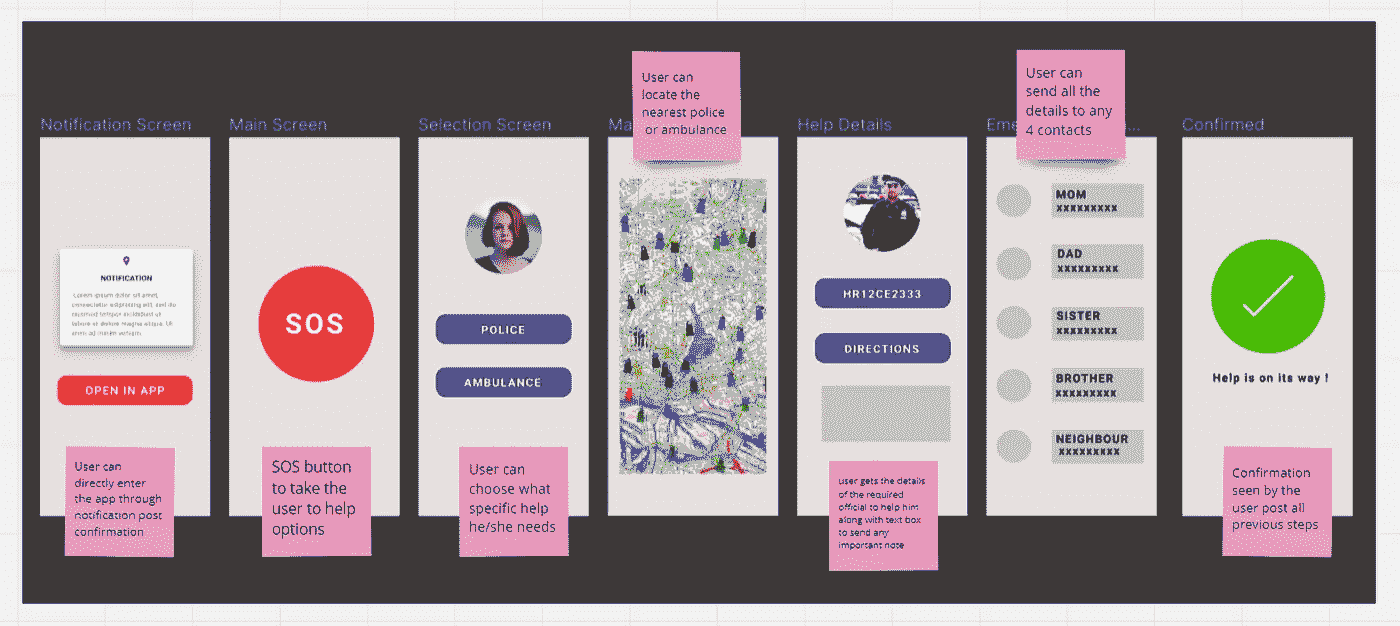 User can
locate the
nearest police
or ambulance
User can
send all the
details to any
4 contacts
Notification Screen
Main Screen
Selection Screen
Ma
Help Details
Eme
...
Confirmed
NOTIFICATION
Lorem ipsum dolor sit amet,
consectetur adipiscing elit, sed do
eiusmod tempor incididunt ut
labore et dolore magna aliqua. Ut
enim ad minim veniam.
OPEN IN APP
SOS
POLICE
AMBULANCE
HR12CE2333
DIRECTIONS
MOM
xxxxxxxxx
DAD
xxxxxxxxx
SISTER
xxxxxxxxx
BROTHER
xxxxxxxxx
NEIGHBOUR
xxxxxxxxx
Help is on its way !
User can
directly enter
the app through
notification post
confirmation
SOS button
to take the
user to help
options
User can
choose what
specific help
he/she needs
user gets the details
of the required
official to help him
along with text box
to send any
important note
Confirmation
seen by the
user post all
previous steps